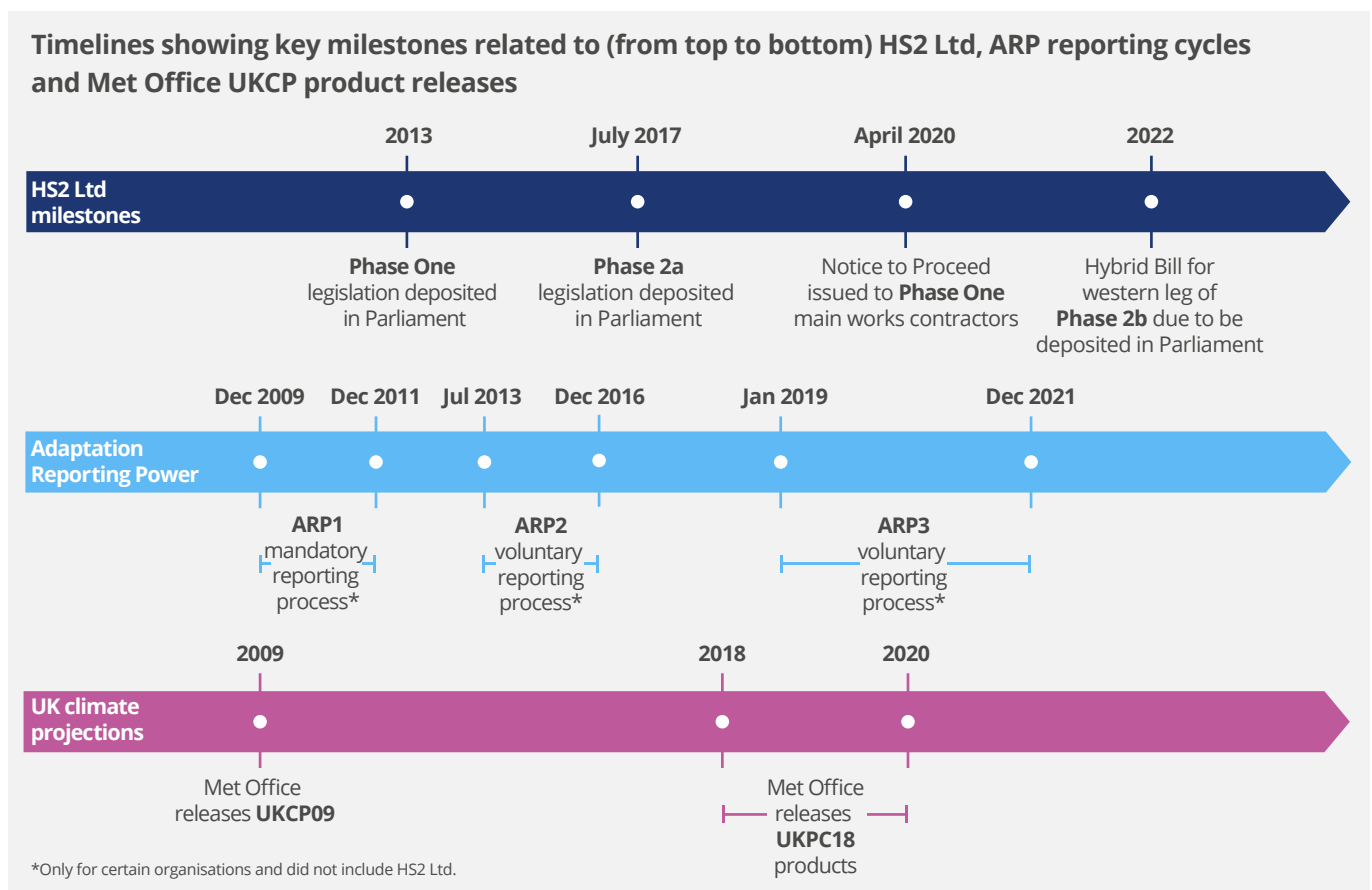 Timelines showing key milestones related to (from top to bottom) HS2 Ltd, ARP reporting cycles
and Met Office UKCP product releases
2013
July 2017
April 2020
2022
HS2 Ltd
milestones
Phase One
legislation deposited
in Parliament
Phase 2a
legislation deposited
in Parliament
Notice to Proceed
issued to Phase One
main works contractors
Hybrid Bill for
western leg of
Phase 2b due to be
deposited in Parliament
Dec 2009
Dec 2011
Jul 2013
Dec 2016
Jan 2019
Dec 2021
Adaptation
Reporting Power
ARP1
mandatory
reporting
process*
ARP2
voluntary
reporting
process*
ARP3
voluntary
reporting
process*
2009
2018
2020
UK climate
projections
Met Office
releases UKCP09
Met Office
releases
UKPC18
products
*Only for certain organisations and did not include HS2 Ltd.